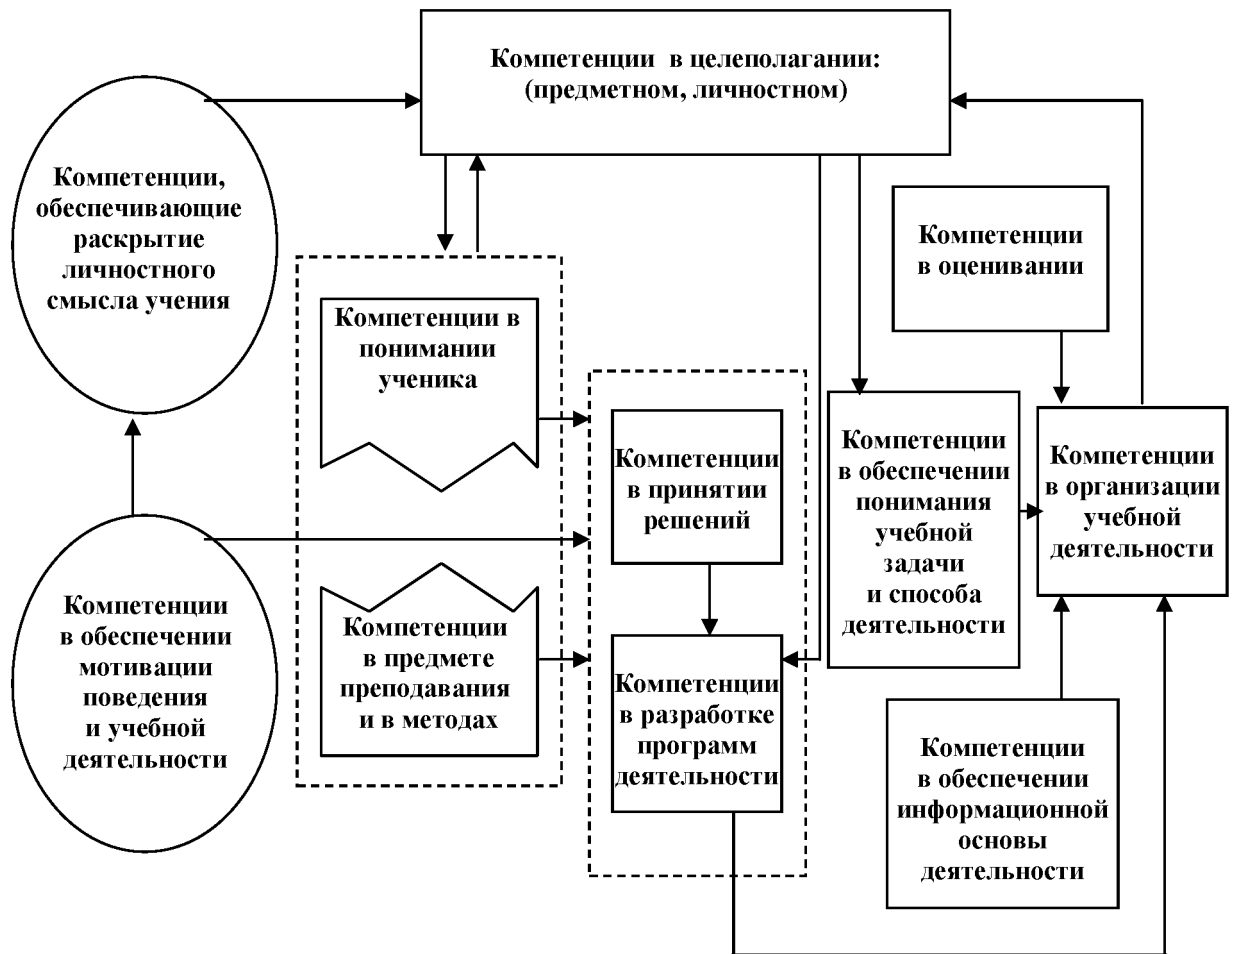 Компетенции в целеполагании:
(предметном, личностном)
Компетенции,
обеспечивающие
раскрытие
личностного
смысла учения
Компетенции
в оценивании
Компетенции в
понимании
ученика
Компетенции
в принятии
решений
Компетенции
в обеспечении
понимания
учебной
задачи
и способа
деятельности
Компетенции
в организации
учебной
деятельности
Компетенции
в обеспечении
мотивации
поведения
и учебной
деятельности
Компетенции
в предмете
преподавания
и в методах
Компетенции
в разработке
программ
деятельности
Компетенции
в обеспечении
информационной
основы
деятельности